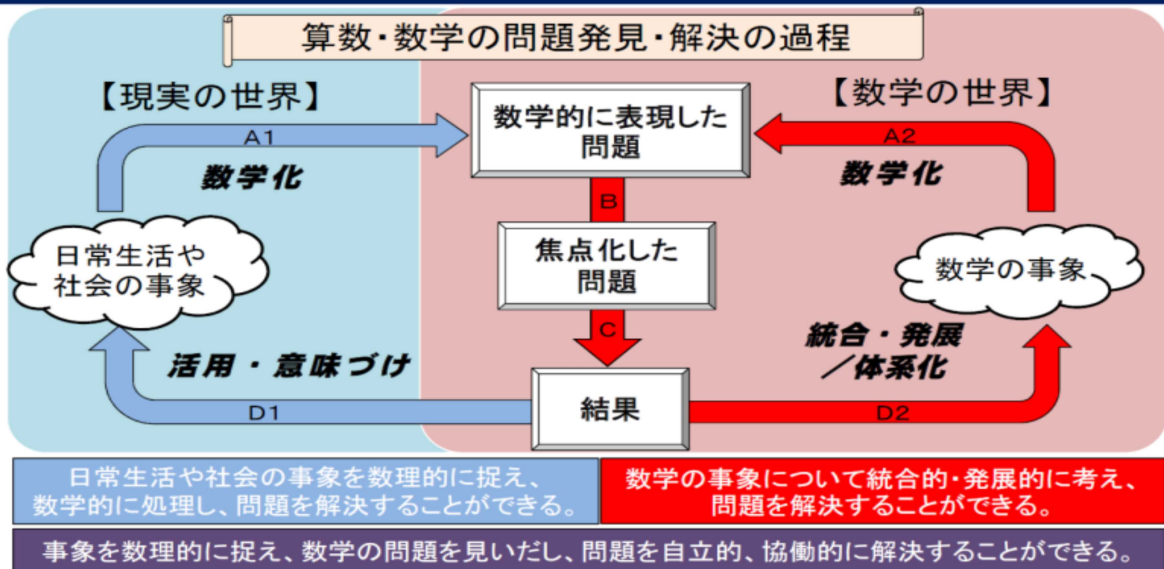 算数・数学の問題発見・解決の過程
【現実の世界】
【数学の世界】
数学的に表現した
問題
A1
A2
数学化
数学化
B
日常生活や
社会の事象
焦点化した
問題
数学の事象
C
活用・意味づけ
統合・発展
／体系化
結果
D1
D2
日常生活や社会の事象を数理的に捉え、
数学的に処理し、問題を解決することができる。
数学の事象について統合的・発展的に考え、
問題を解決することができる。
事象を数理的に捉え、数学の問題を見いだし、問題を自立的、協働的に解決することができる。